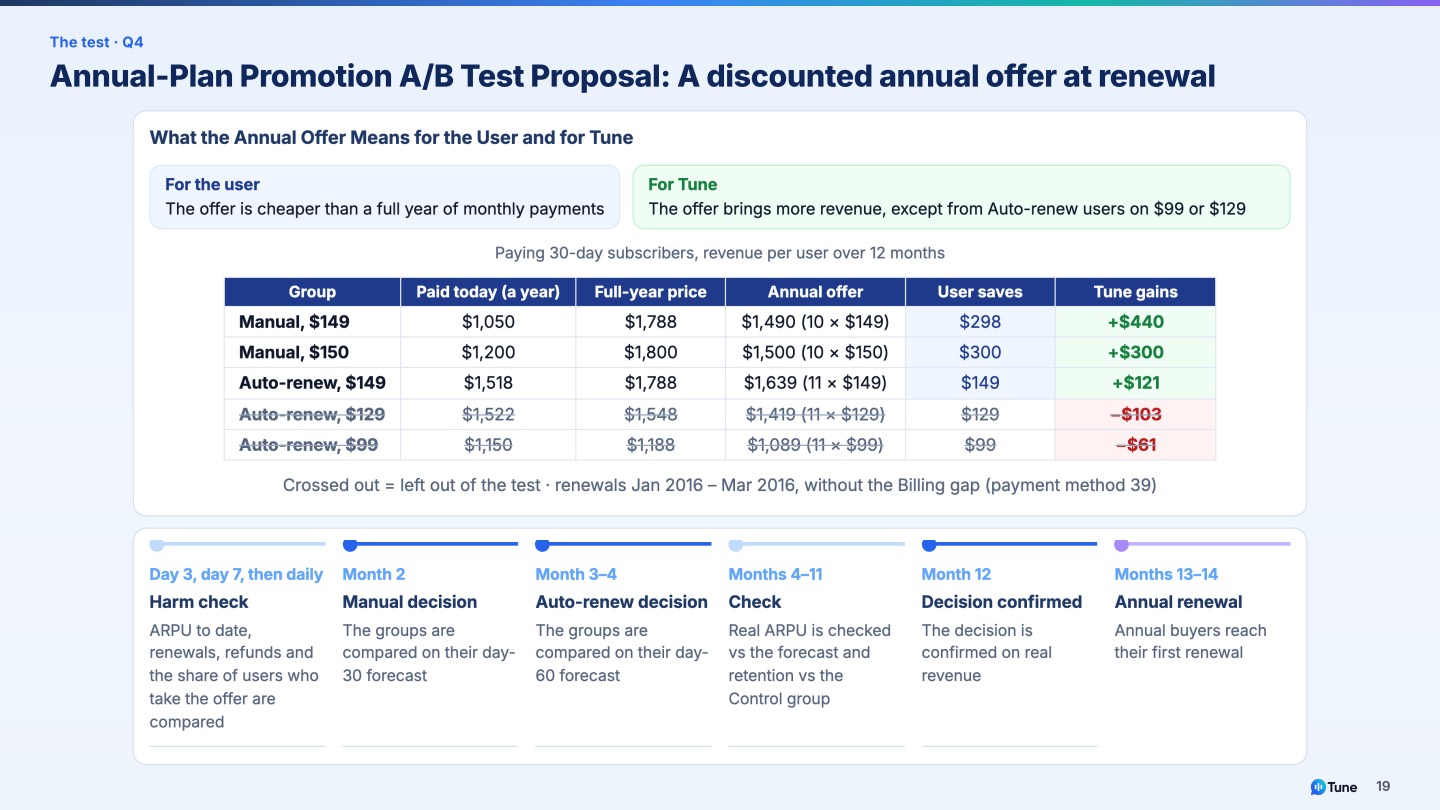 The test · Q4
Annual-Plan Promotion A/B Test Proposal: A discounted annual offer at renewal
What the Annual Offer Means for the User and for Tune
For the user
The offer is cheaper than a full year of monthly payments
For Tune
The offer brings more revenue, except from Auto-renew users on $99 or $129
Paying 30-day subscribers, revenue per user over 12 months
Group Paid today (a year) Full-year price Annual offer User saves Tune gains
Manual, $149 $1,050 $1,788 $1,490 (10 × $149) $298 +$440
Manual, $150 $1,200 $1,800 $1,500 (10 × $150) $300 +$300
Auto-renew, $149 $1,518 $1,788 $1,639 (11 × $149) $149 +$121
Auto-renew, $129 $1,522 $1,548 $1,419 (11 × $129) $129 −$103
Auto-renew, $99 $1,150 $1,188 $1,089 (11 × $99) $99 −$61
Crossed out = left out of the test · renewals Jan 2016 – Mar 2016, without the Billing gap (payment method 39)
Day 3, day 7, then daily
Harm check
ARPU to date,
renewals, refunds and
the share of users who
take the offer are
compared
Month 2
Manual decision
The groups are
compared on their day-
30 forecast
Month 3–4
Auto-renew decision
The groups are
compared on their day-
60 forecast
Months 4–11
Check
Real ARPU is checked
vs the forecast and
retention vs the
Control group
Month 12
Decision confirmed
The decision is
confirmed on real
revenue
Months 13–14
Annual renewal
Annual buyers reach
their first renewal
Tune 19